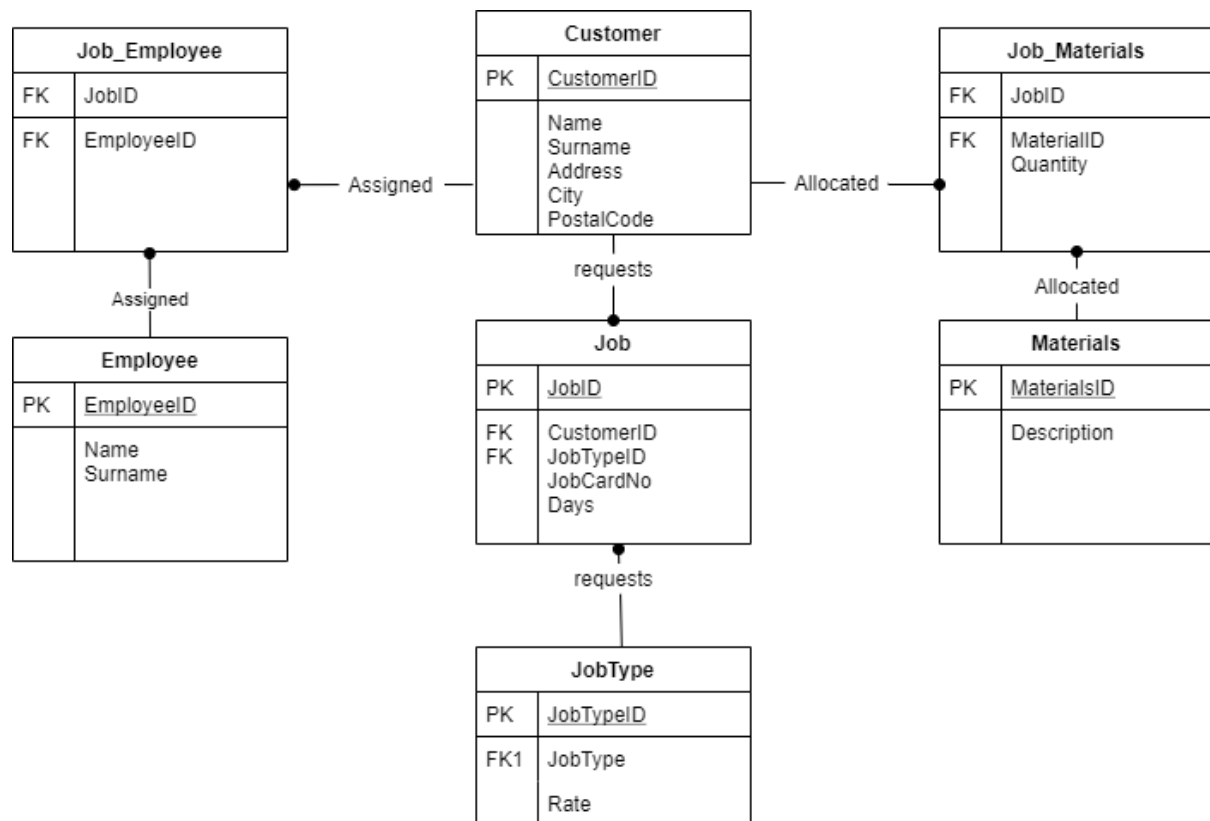 Job_Employee
FK JobID
FK EmployeeID
Customer
PK CustomerID
Name
Surname
Address
City
PostalCode
Job_Materials
FK JobID
FK MaterialID
Quantity
Assigned
Allocated
requests
Assigned
Allocated
Employee
PK EmployeeID
Name
Surname
Job
PK JobID
FK CustomerID
FK JobTypeID
JobCardNo
Days
Materials
PK MaterialsID
Description
requests
JobType
PK JobTypeID
FK1 JobType
Rate